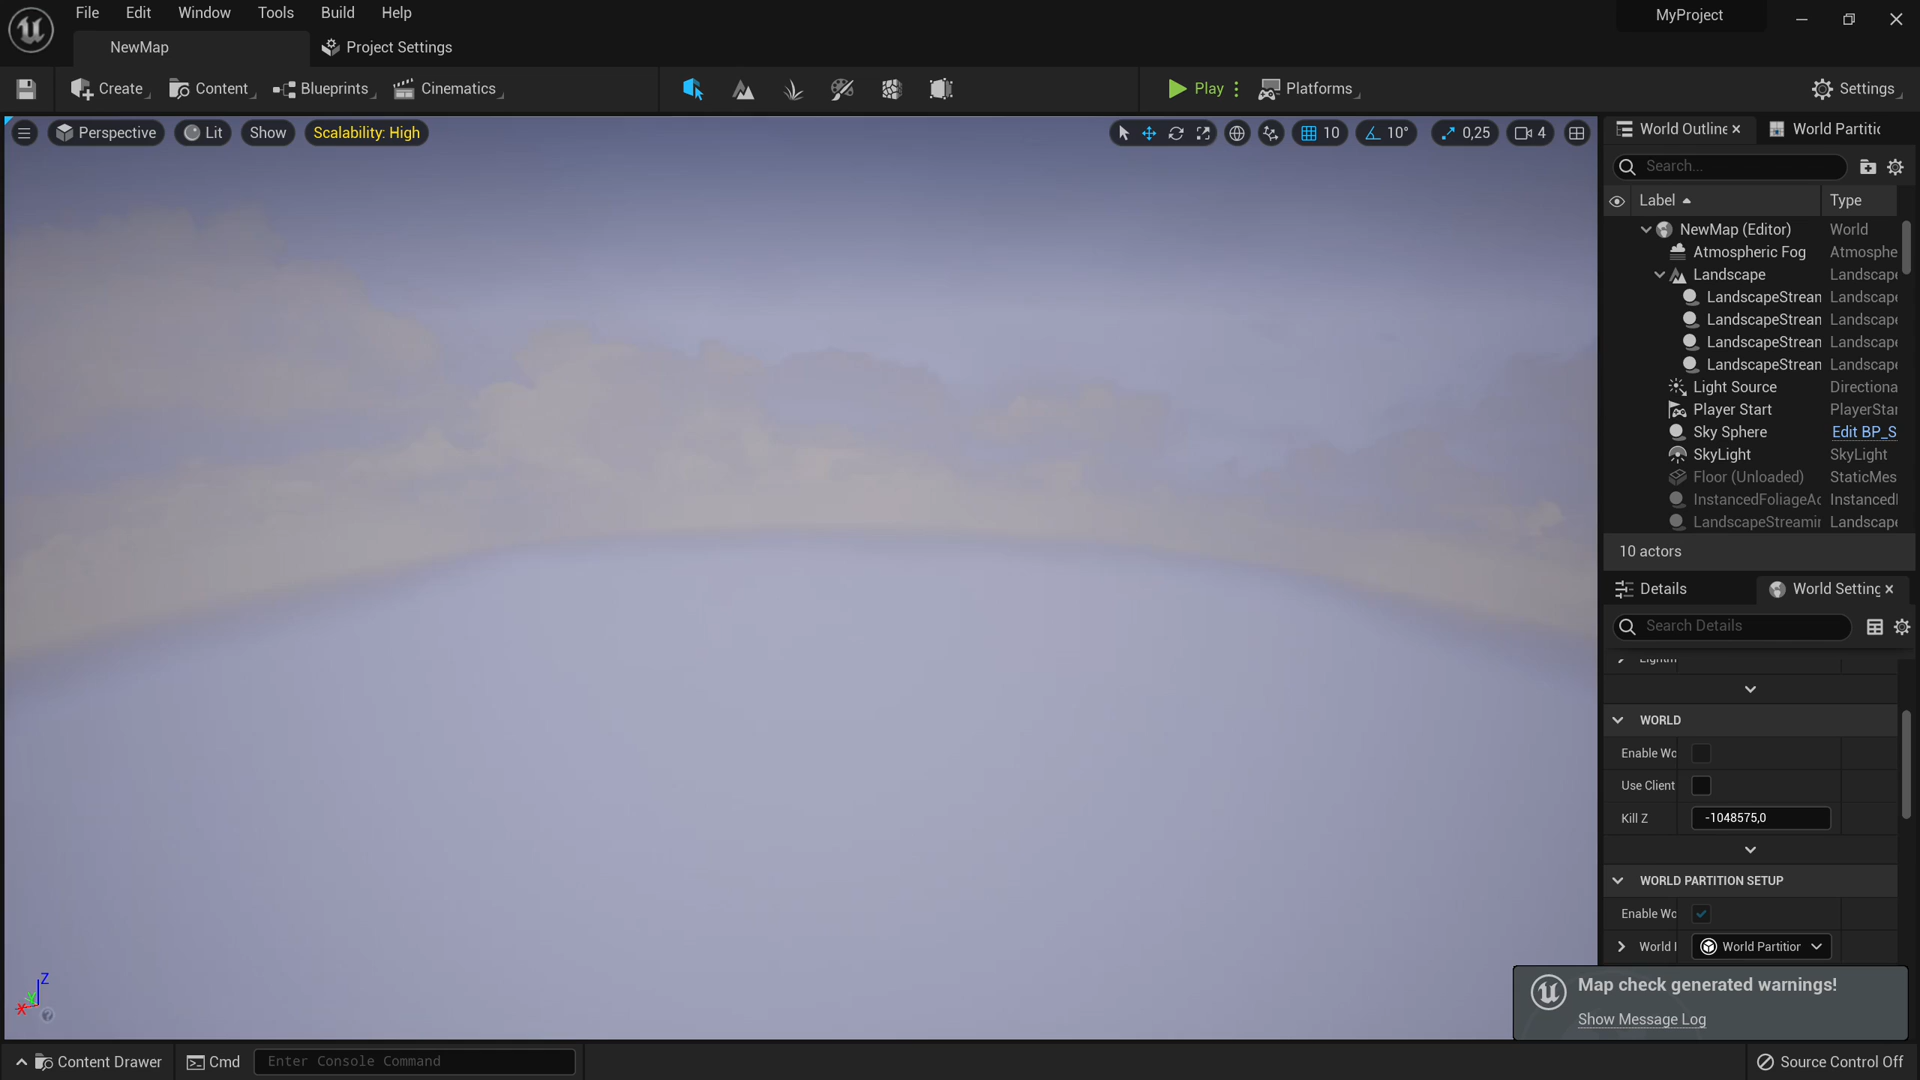 File Edit Window Tools Build Help
MyProject
NewMap
Project Settings
Create Content Blueprints Cinematics
Play Platforms
Settings
Perspective Lit Show Scalability: High
10 10° 0,25 4
World Outline
World Partitic
Search...
Label Type
NewMap (Editor) World
Atmospheric Fog Atmosphe
Landscape Landscape
LandscapeStrean Landscape
LandscapeStrean Landscape
LandscapeStrean Landscape
LandscapeStrean Landscape
Light Source Directiona
Player Start PlayerStar
Sky Sphere Edit BP_S
SkyLight SkyLight
Floor (Unloaded) StaticMes
InstancedFoliageAc InstancedI
LandscapeStreamir Landscape
10 actors
Details World Setting
Search Details
WORLD
Enable Wo
Use Client
Kill Z -1048575,0
WORLD PARTITION SETUP
Enable Wo
World World Partitior
Map check generated warnings!
Show Message Log
Z
Y
X
Content Drawer Cmd Enter Console Command
Source Control Off